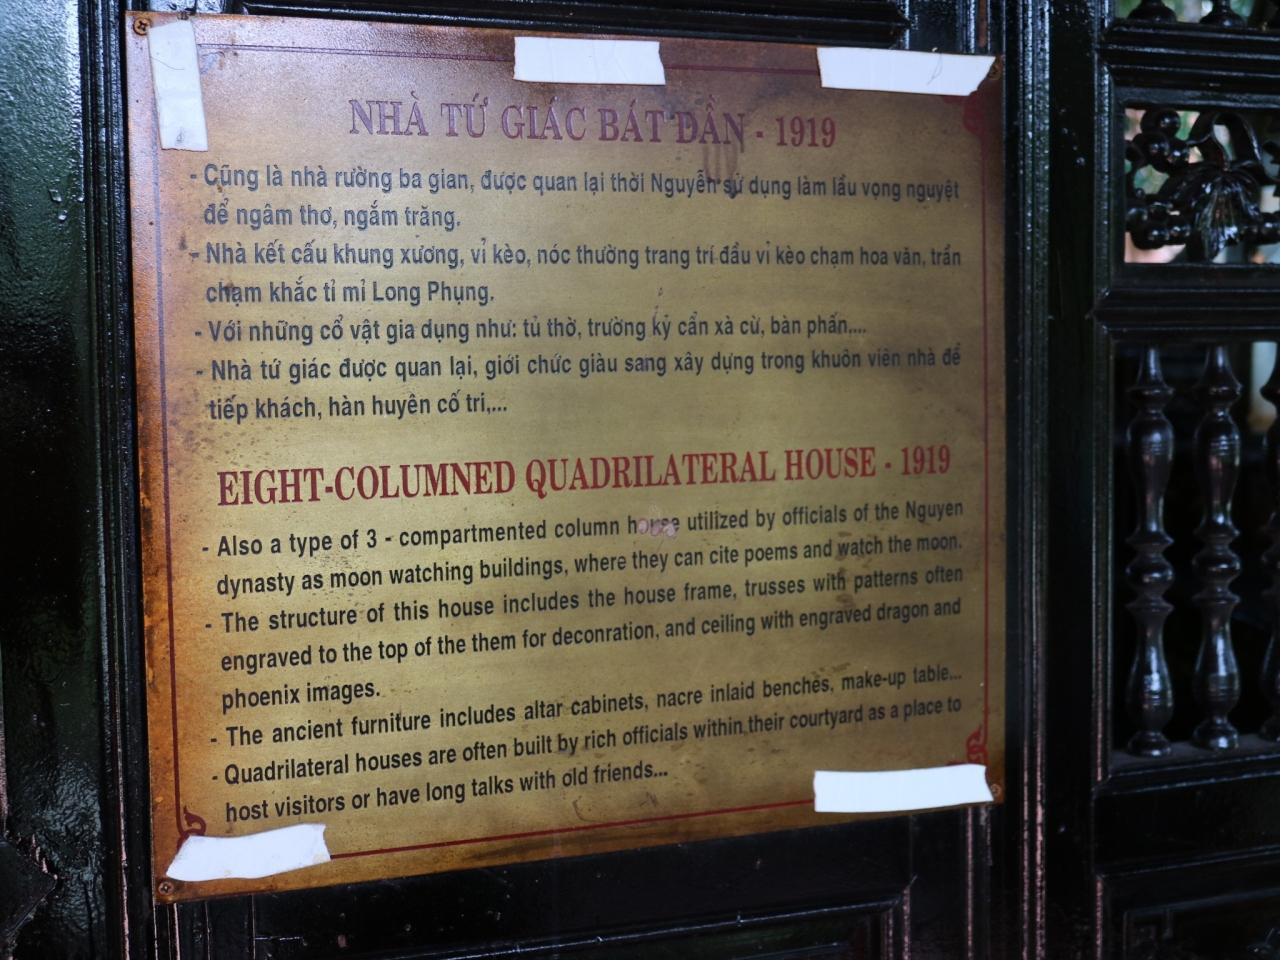 NHÀ TỨ GIÁC BÁT DẦN - 1919
- Cũng là nhà rường ba gian, được quan lại thời Nguyễn sử dụng làm lầu vọng nguyệt
để ngâm thơ, ngắm trăng.
- Nhà kết cấu khung xương, vỉ kèo, nóc thường trang trí đầu vì kèo chạm hoa văn, trần
chạm khắc tỉ mỉ Long Phụng.
- Với những cổ vật gia dụng như: tủ thờ, trường kỷ cẩn xà cừ, bàn phấn,...
- Nhà tứ giác được quan lại, giới chức giàu sang xây dựng trong khuôn viên nhà để
tiếp khách, hàn huyên cố tri,...
EIGHT-COLUMNED QUADRILATERAL HOUSE - 1919
- Also a type of 3 - compartmented column house utilized by officials of the Nguyen
dynasty as moon watching buildings, where they can cite poems and watch the moon.
- The structure of this house includes the house frame, trusses with patterns often
engraved to the top of the them for deconration, and ceiling with engraved dragon and
phoenix images.
- The ancient furniture includes altar cabinets, nacre inlaid benches, make-up table...
- Quadrilateral houses are often built by rich officials within their courtyard as a place to
host visitors or have long talks with old friends...